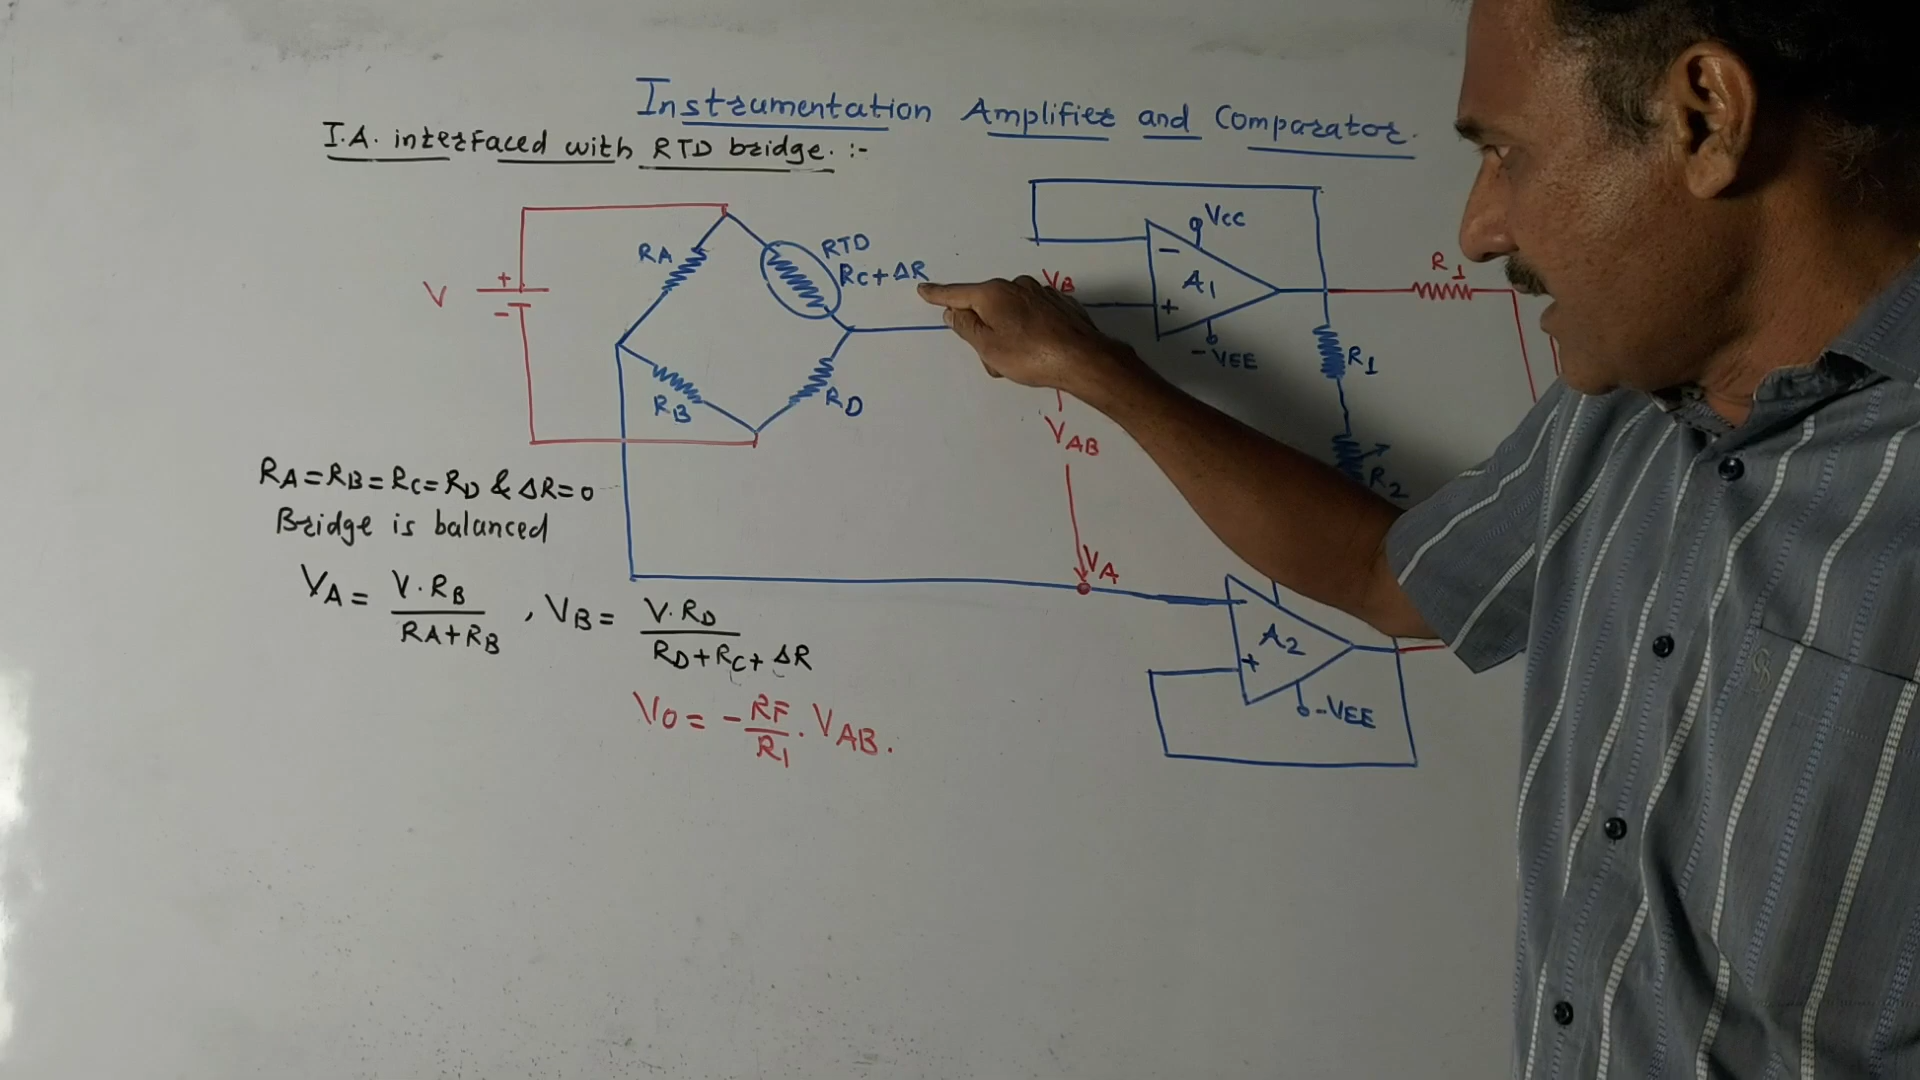 Instrumentation Amplifier and Comparator.
I.A. interfaced with RTD bridge. :-
V
+
-
RA
RTD
RC + ΔR
RB
RD
VB
VAB
VA
VCC
-
A1
+
-VEE
R1
R1
R2
A2
+
-VEE
RA = RB = RC = RD & ΔR = 0
Bridge is balanced
VA = V·RB / RA+RB , VB = V·RD / RD+RC+ΔR
VO = -RF/R1 · VAB.